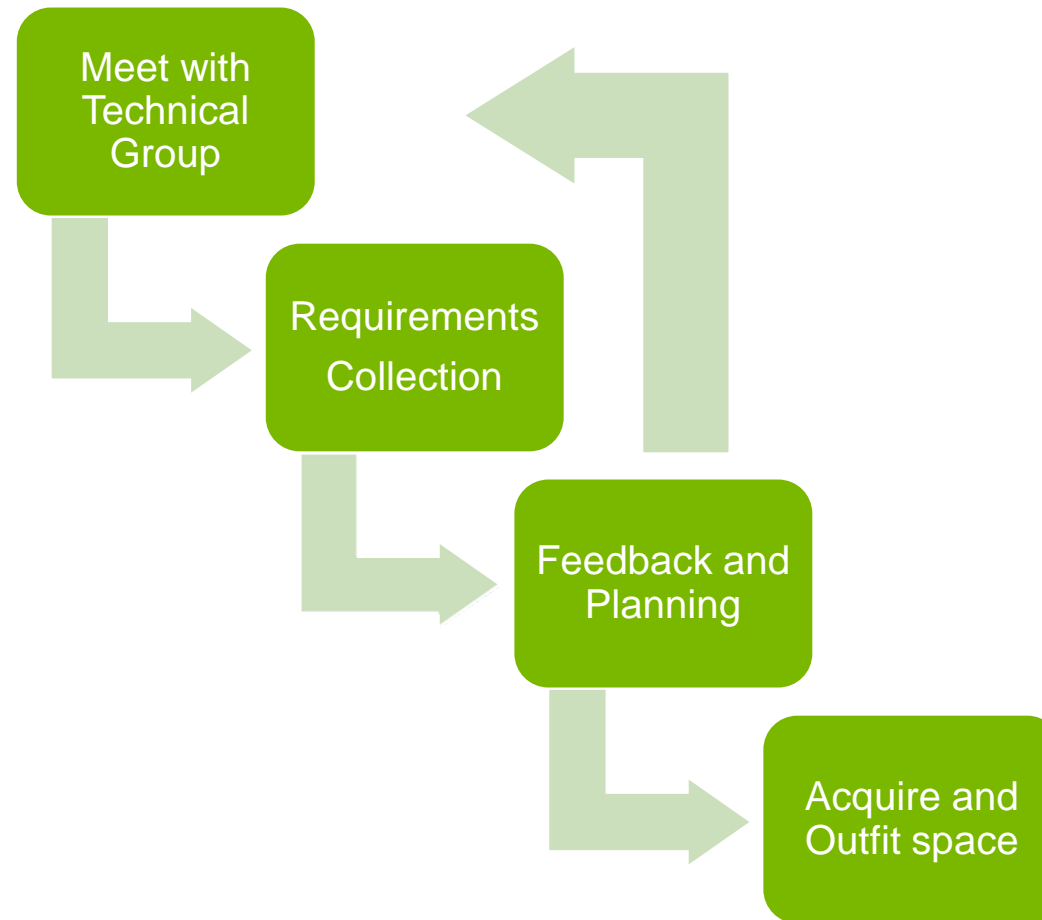 Meet with
Technical
Group
Requirements
Collection
Feedback and
Planning
Acquire and
Outfit space